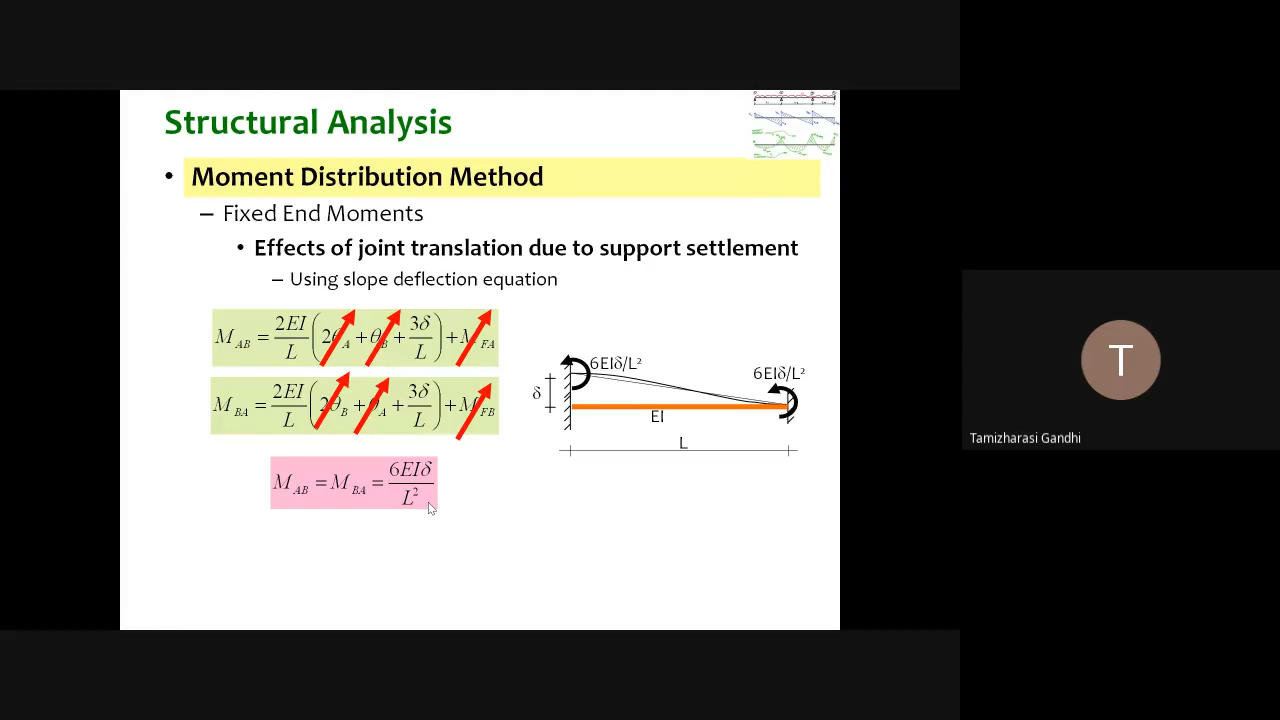 Structural Analysis
• Moment Distribution Method
– Fixed End Moments
• Effects of joint translation due to support settlement
– Using slope deflection equation
M_AB = 2EI/L (2θ_A + θ_B + 3δ/L) + M_FA
M_BA = 2EI/L (2θ_B + θ_A + 3δ/L) + M_FB
M_AB = M_BA = 6EIδ/L²
6EIδ/L²
6EIδ/L²
δ
EI
L
T
Tamizharasi Gandhi